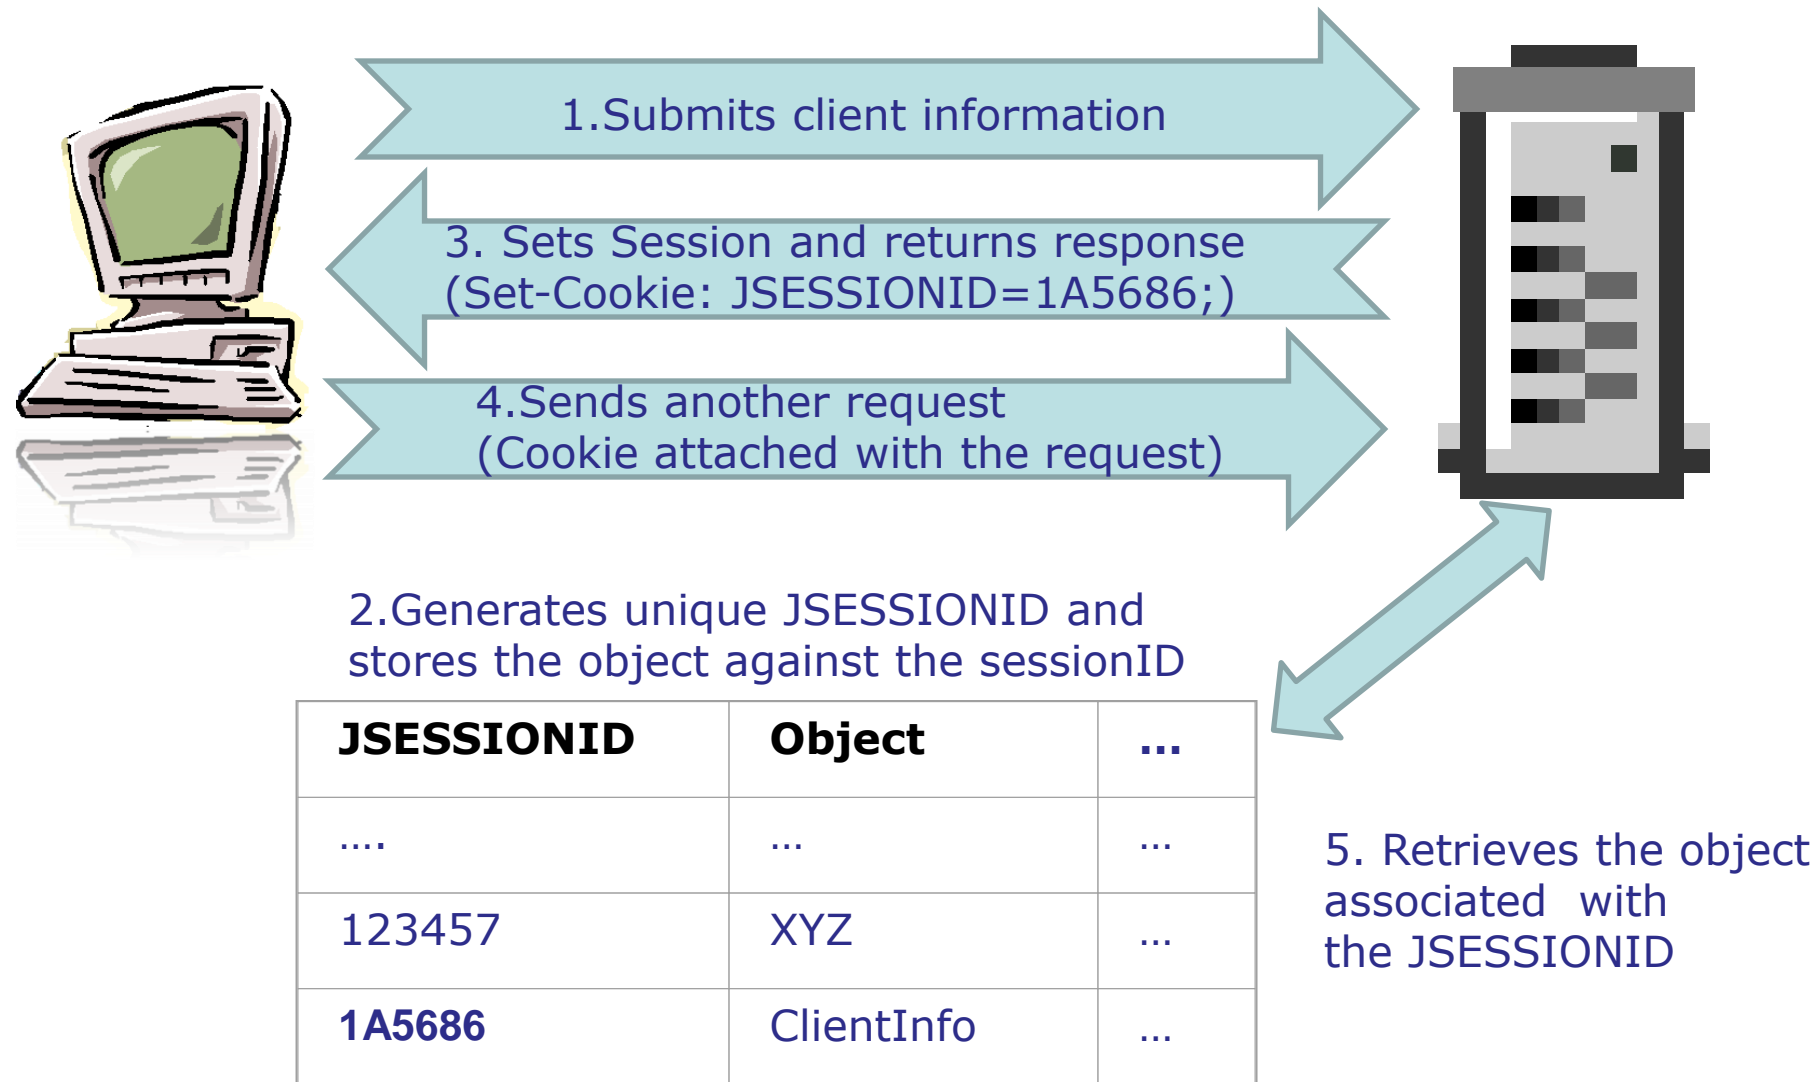 1.Submits client information
3. Sets Session and returns response
(Set-Cookie: JSESSIONID=1A5686;)
4.Sends another request
(Cookie attached with the request)
2.Generates unique JSESSIONID and
stores the object against the sessionID
JSESSIONID Object ...
.... ... ...
123457 XYZ ...
1A5686 ClientInfo ...
5. Retrieves the object
associated with
the JSESSIONID